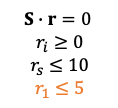 S · r = 0
rᵢ ≥ 0
rₛ ≤ 10
r₁ ≤ 5